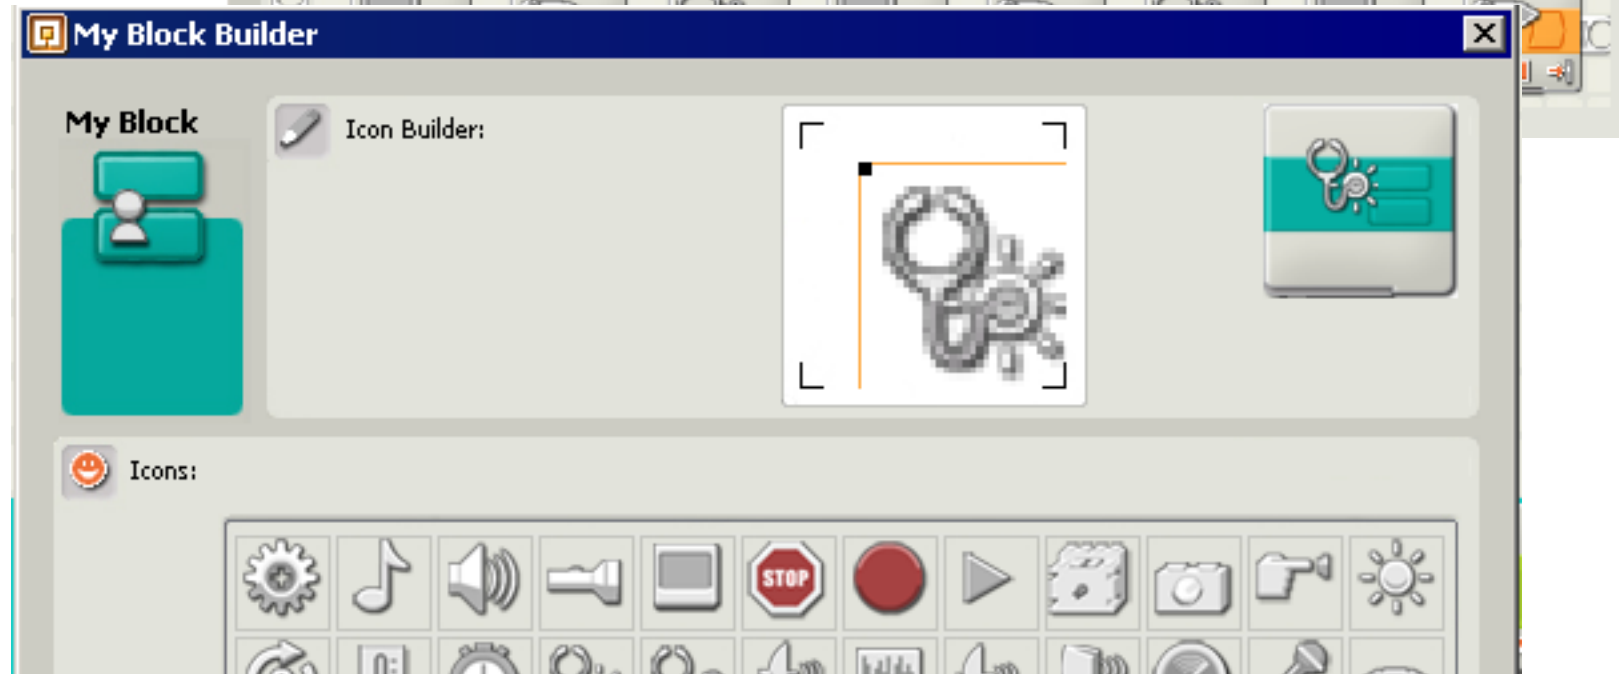 My Block Builder
My Block
Icon Builder:
Icons:
STOP